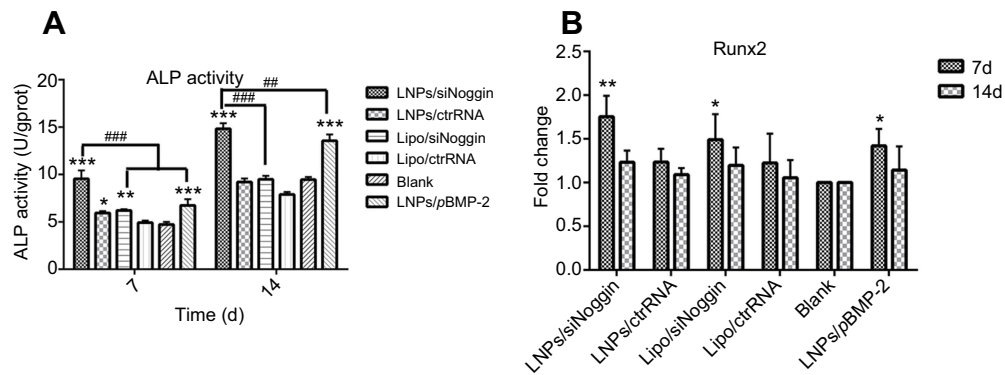 A
ALP activity
ALP activity (U/gprot)
20
15
10
5
0
***
*
**
***
###
***
###
##
***
7
14
Time (d)
LNPs/siNoggin
LNPs/ctrRNA
Lipo/siNoggin
Lipo/ctrRNA
Blank
LNPs/pBMP-2
B
Runx2
Fold change
2.5
2.0
1.5
1.0
0.5
0.0
**
*
*
LNPs/siNoggin
LNPs/ctrRNA
Lipo/siNoggin
Lipo/ctrRNA
Blank
LNPs/pBMP-2
7d
14d